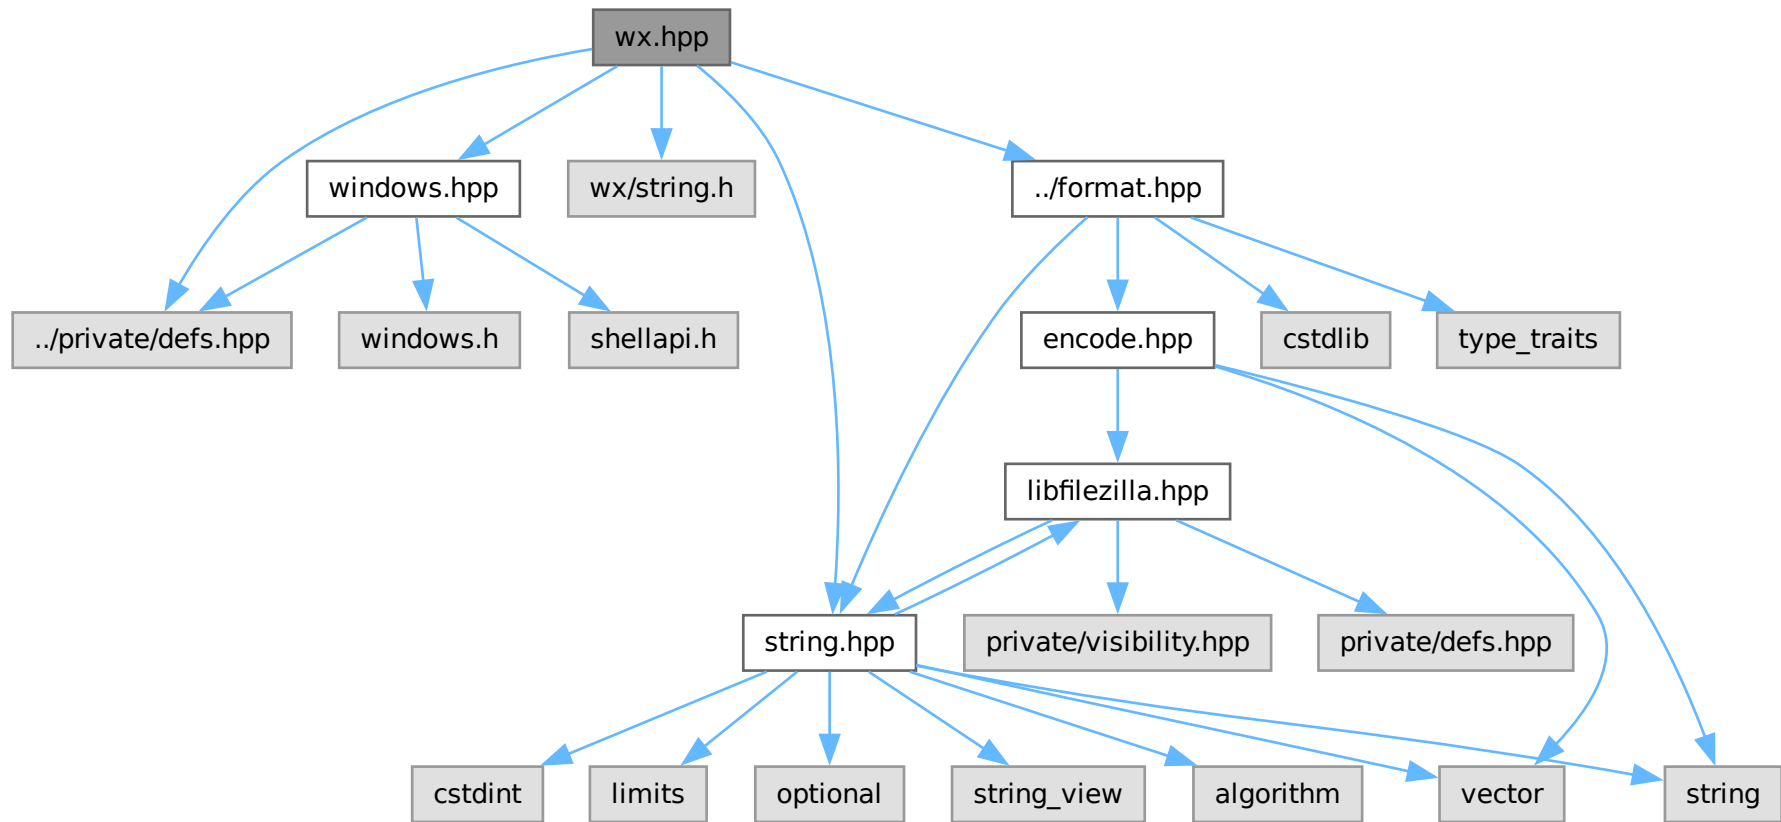 wx.hpp
windows.hpp
wx/string.h
../format.hpp
../private/defs.hpp
windows.h
shellapi.h
encode.hpp
cstdlib
type_traits
libfilezilla.hpp
string.hpp
private/visibility.hpp
private/defs.hpp
cstdint
limits
optional
string_view
algorithm
vector
string